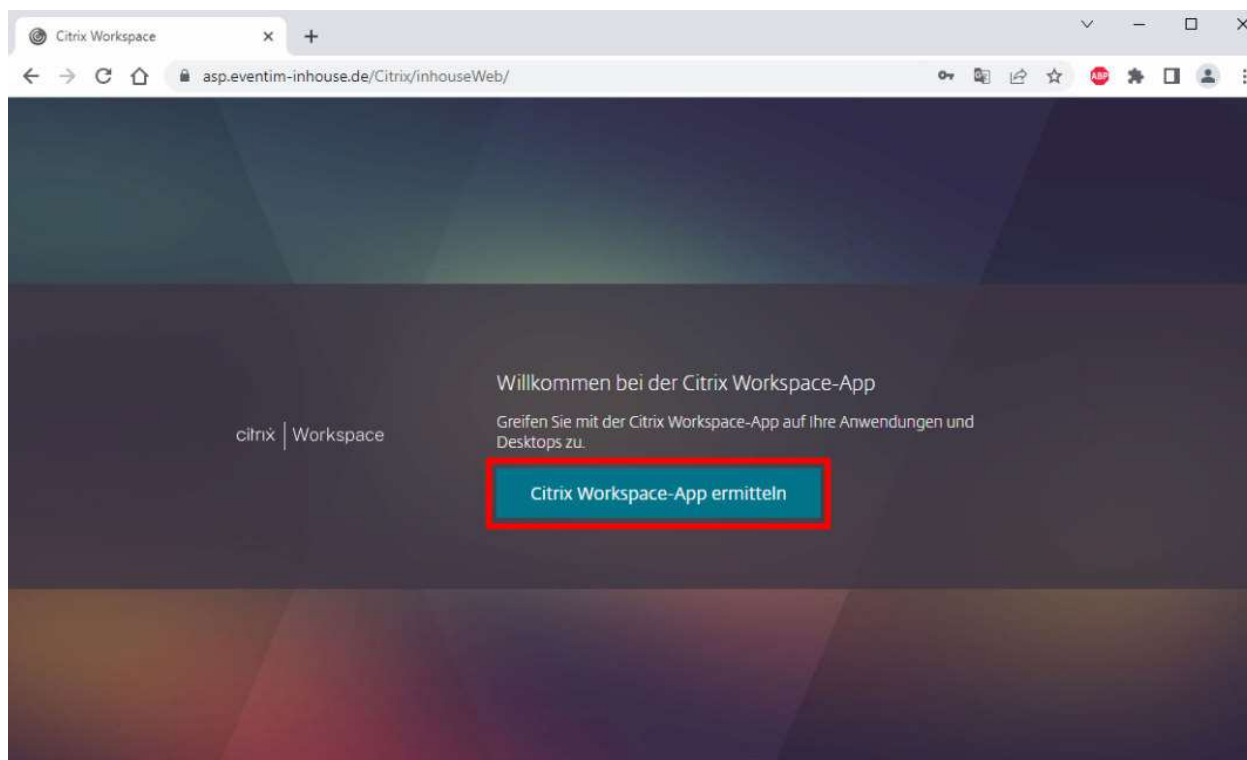 Citrix Workspace
asp.eventim-inhouse.de/Citrix/inhouseWeb/
ABP
Willkommen bei der Citrix Workspace-App
Greifen Sie mit der Citrix Workspace-App auf Ihre Anwendungen und
Desktops zu.
citrix | Workspace
Citrix Workspace-App ermitteln